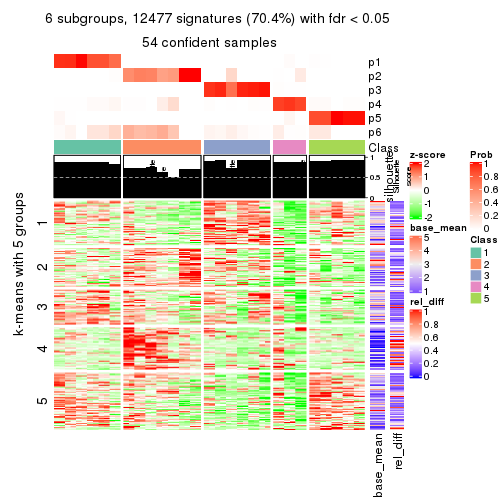 6 subgroups, 12477 signatures (70.4%) with fdr < 0.05
54 confident samples
p1
p2
p3
p4
p5
p6
Class
1
0.5
0
silhouette
Silhouette
score
k-means with 5 groups
1
2
3
4
5
base_mean
rel_diff
z-score
2
1
0
-1
-2
base_mean
5
4
3
2
1
rel_diff
1
0.8
0.6
0.4
0.2
0
Prob
1
0.8
0.6
0.4
0.2
0
Class
1
2
3
4
5